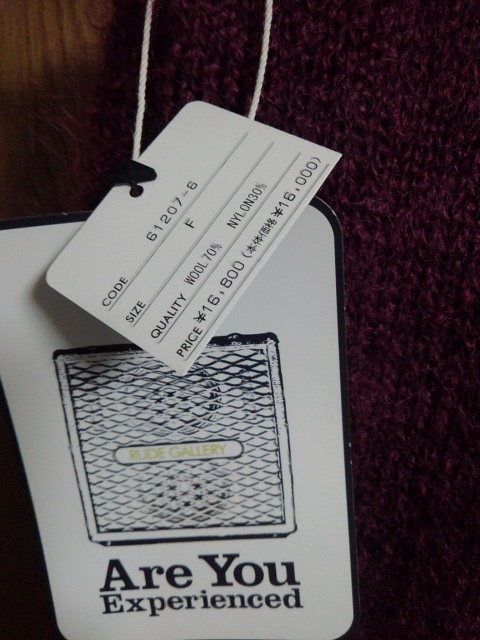 CODE 61207-6
SIZE F
QUALITY WOOL70% NYLON30%
PRICE ¥16,800(本体価格¥16,000)
RUDE GALLERY
Are You
Experienced